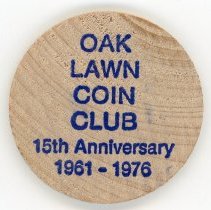 OAK
LAWN
COIN
CLUB
15th Anniversary
1961 - 1976